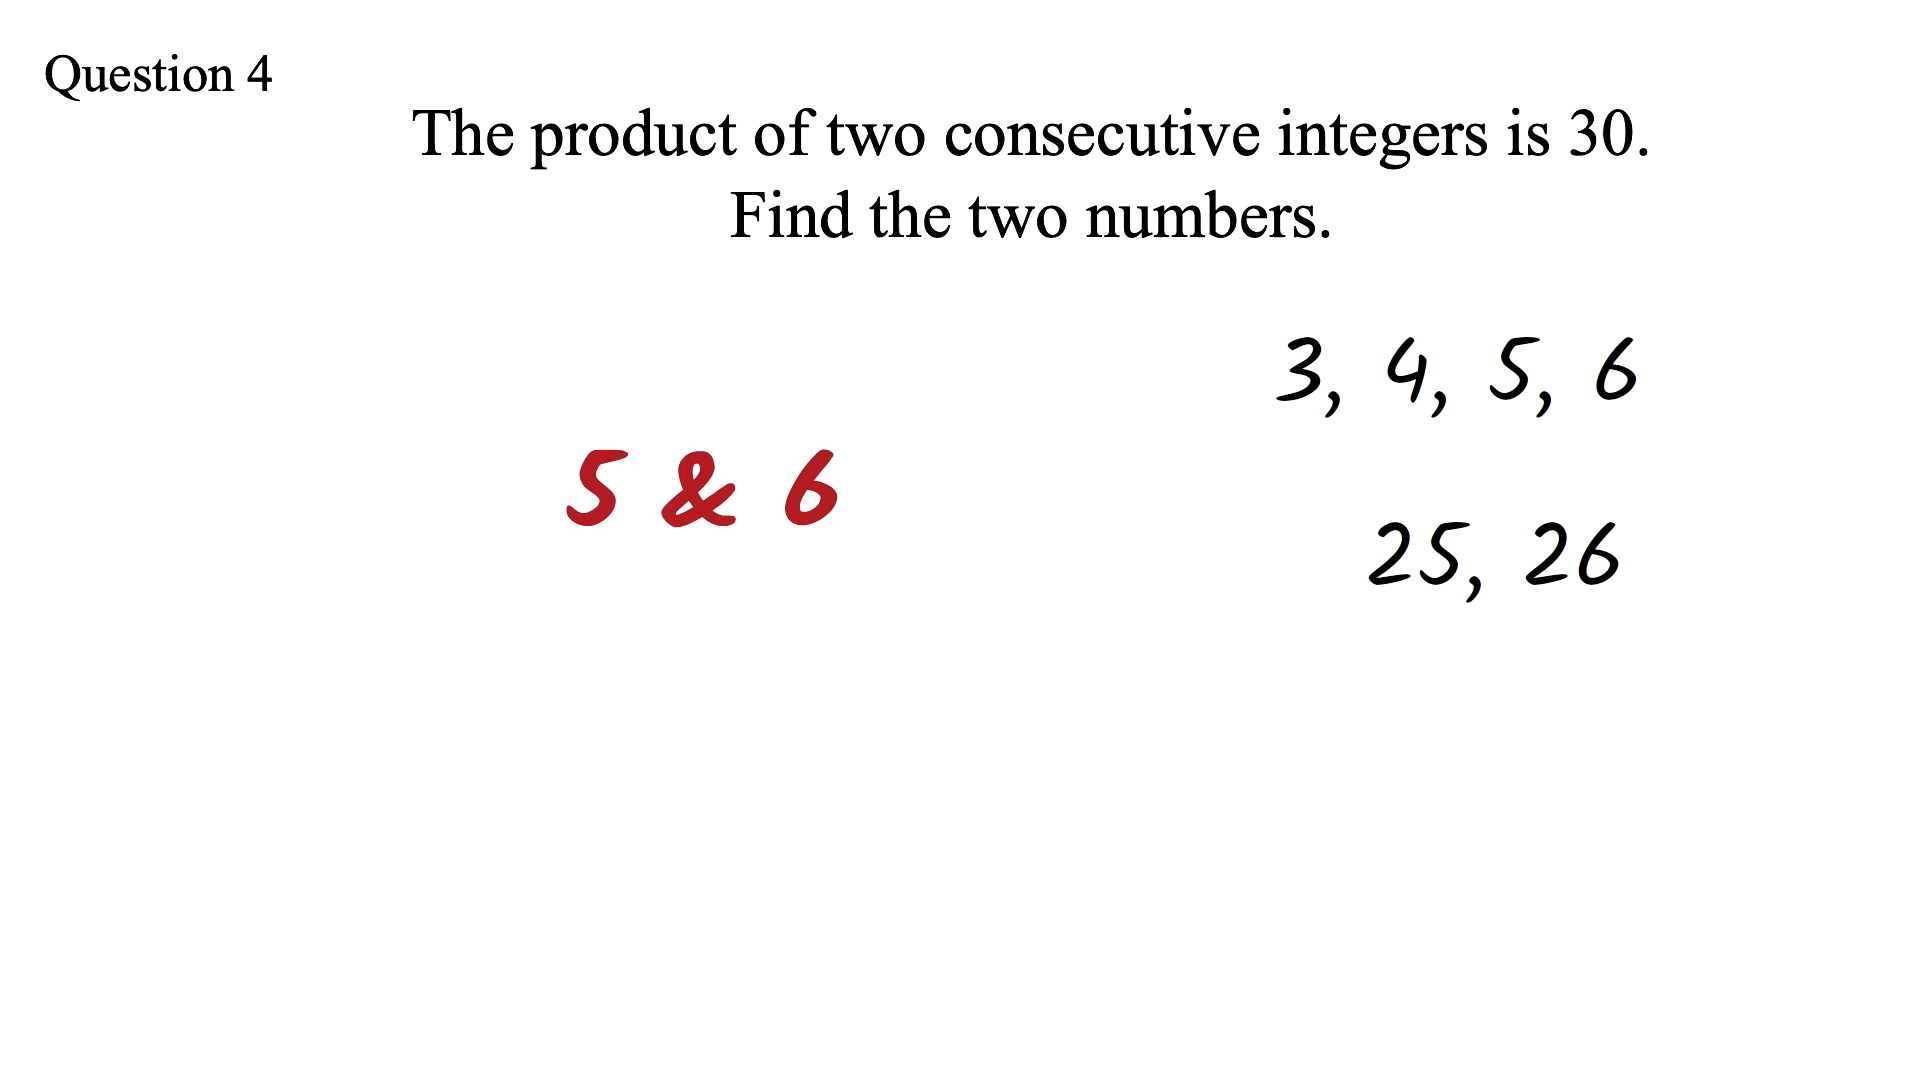 Question 4
The product of two consecutive integers is 30.
Find the two numbers.
3, 4, 5, 6
5 & 6
25, 26